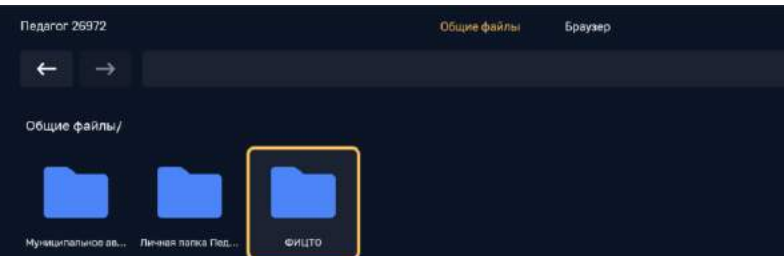 Педагог 26972
Общие файлы
Браузер
Общие файлы/
Муниципальное ав...
Личная папка Пед...
ФИЦТО